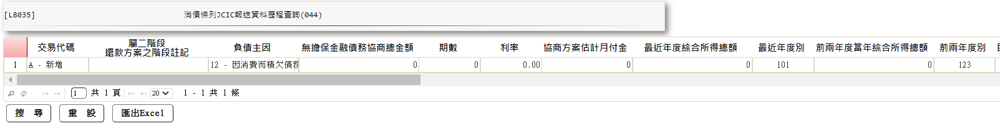 [L8035] 消債條例JCIC報送資料歷程查詢(044)
交易代碼 屬二階段還款方案之階段註記 負債主因 無擔保金融債務協商總金額 期數 利率 協商方案估計月付金 最近年度綜合所得總額 最近年度別 前兩年度當年綜合所得總額 前兩年度別
1 A - 新增 12 - 因消費而積欠債務 0 0 0.00 0 0 101 0 123
1 共 1 頁 20 1 - 1 共 1 條
搜 尋 重 設 匯出Excel